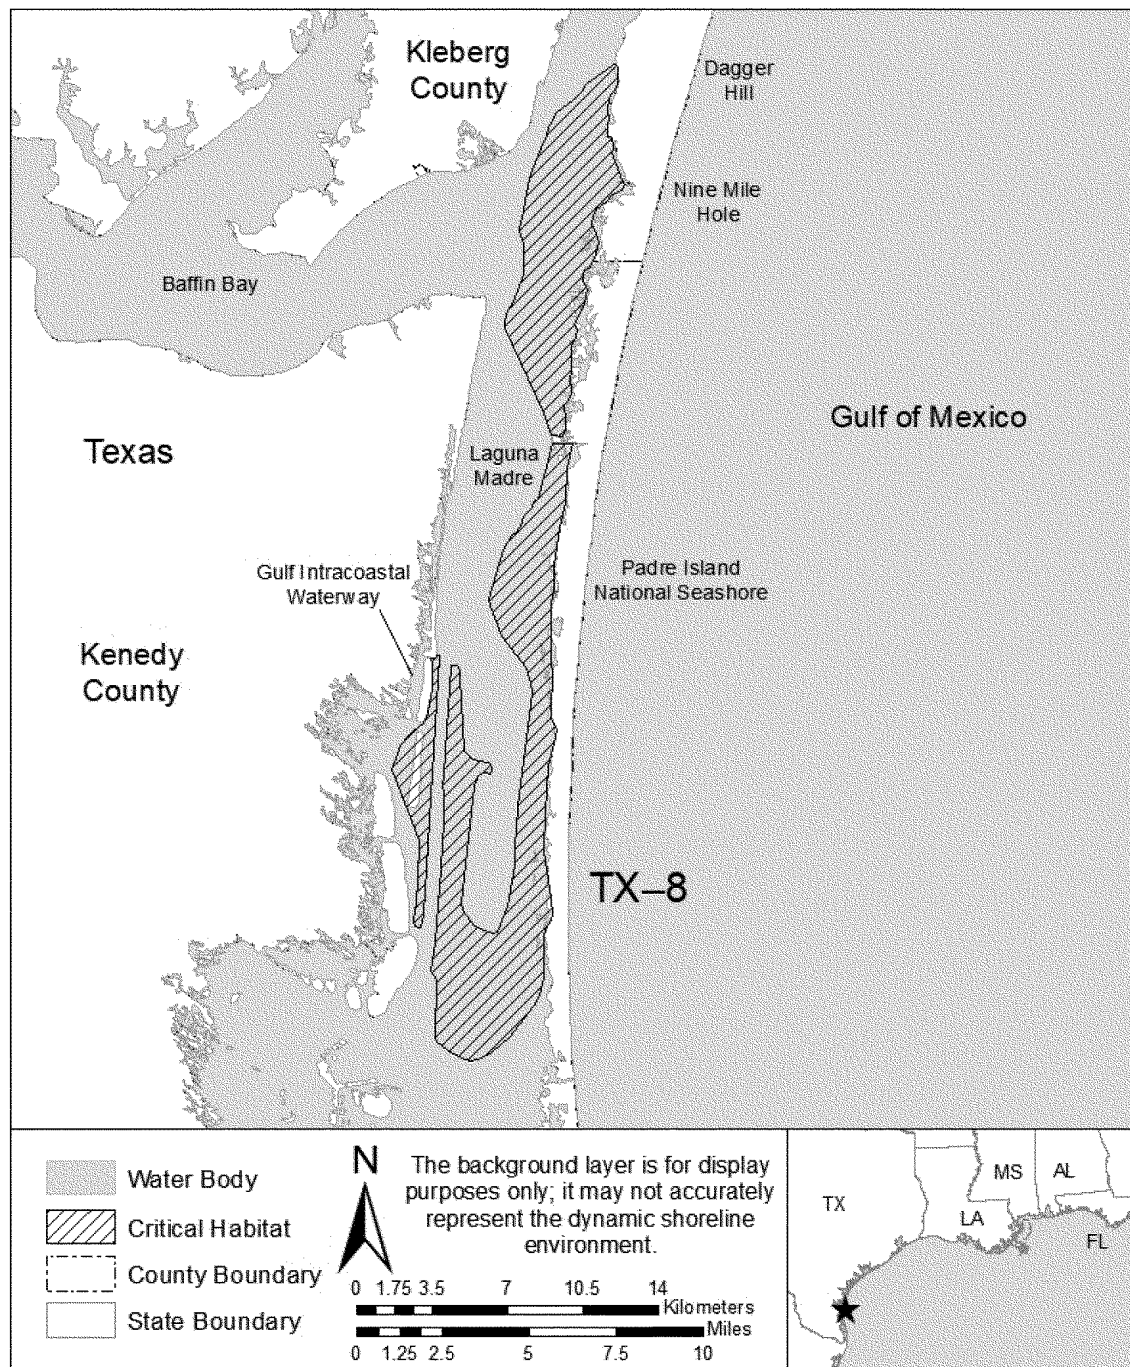 Kleberg
County
Dagger
Hill
Nine Mile
Hole
Baffin Bay
Gulf of Mexico
Texas
Laguna
Madre
Gulf Intracoastal
Waterway
Padre Island
National Seashore
Kenedy
County
TX–8
Water Body
Critical Habitat
County Boundary
State Boundary
N
The background layer is for display
purposes only; it may not accurately
represent the dynamic shoreline
environment.
0 1.75 3.5 7 10.5 14
Kilometers
Miles
0 1.25 2.5 5 7.5 10
TX
MS
AL
LA
FL